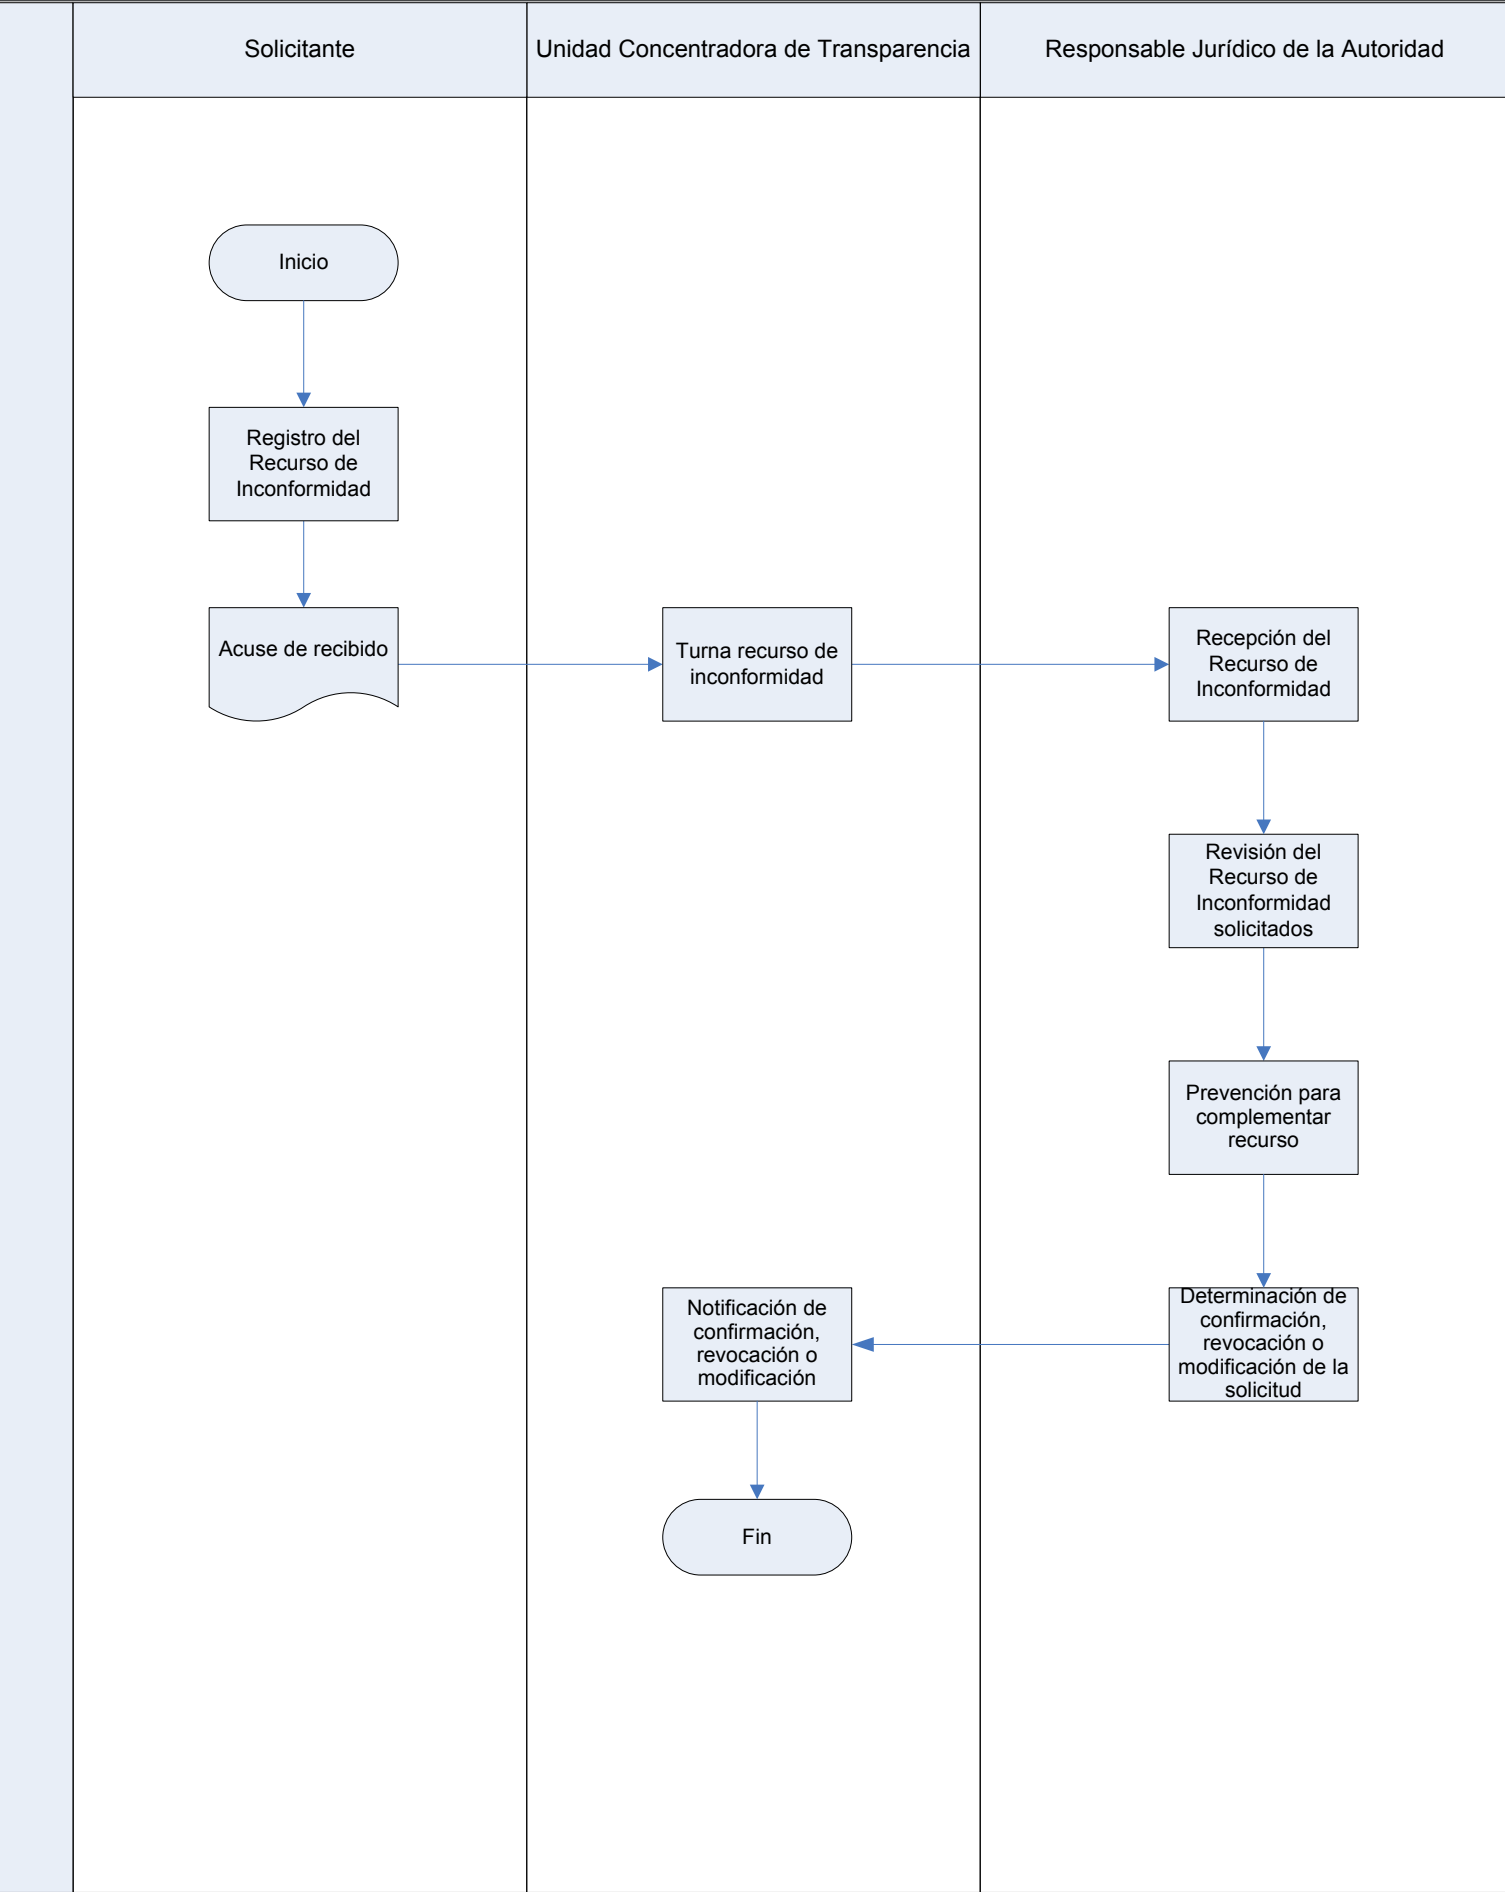 Solicitante
Unidad Concentradora de Transparencia
Responsable Jurídico de la Autoridad
Inicio
Registro del
Recurso de
Inconformidad
Acuse de recibido
Turna recurso de
inconformidad
Recepción del
Recurso de
Inconformidad
Revisión del
Recurso de
Inconformidad
solicitados
Prevención para
complementar
recurso
Determinación de
confirmación,
revocación o
modificación de la
solicitud
Notificación de
confirmación,
revocación o
modificación
Fin